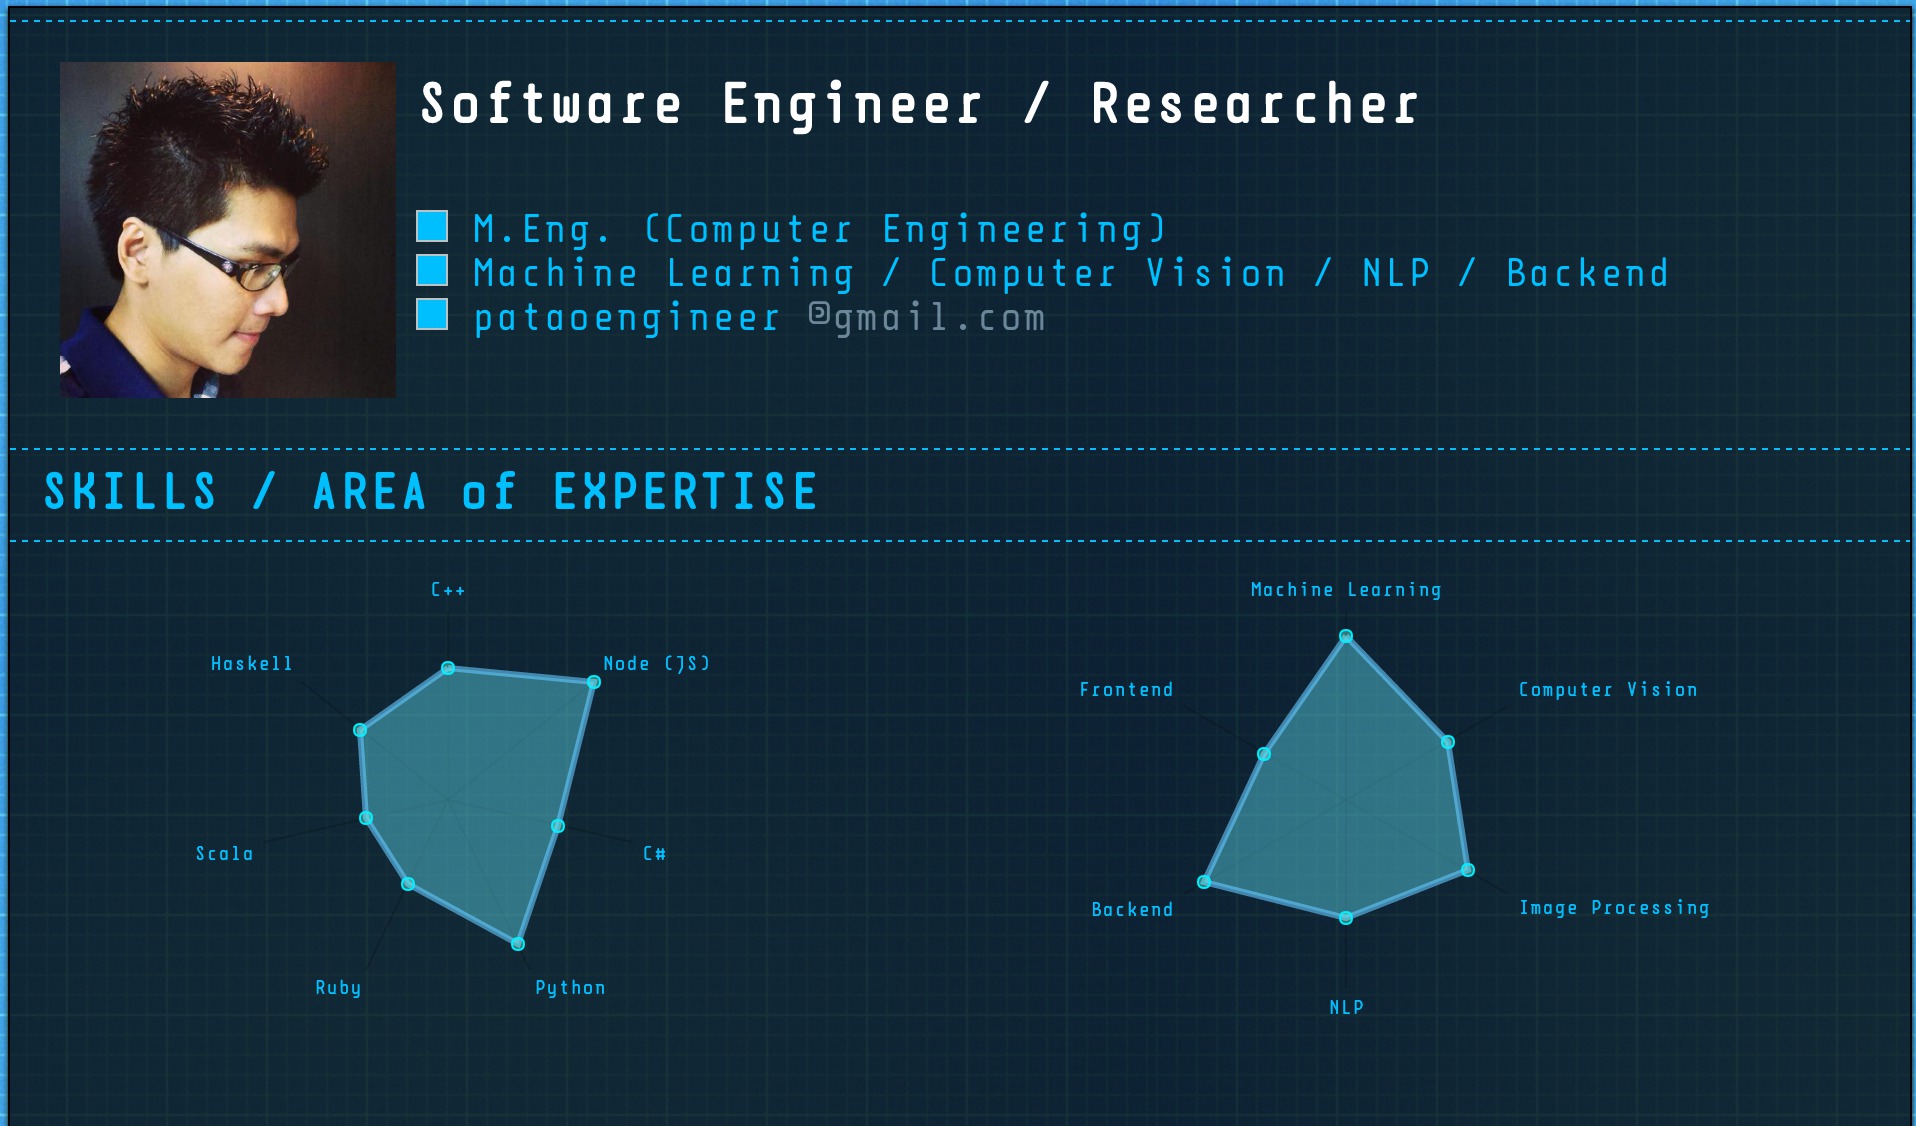 Software Engineer / Researcher
M.Eng. (Computer Engineering)
Machine Learning / Computer Vision / NLP / Backend
pataoengineer @gmail.com
SKILLS / AREA of EXPERTISE
C++
Haskell
Node (JS)
Scala
C#
Ruby
Python
Machine Learning
Frontend
Computer Vision
Backend
Image Processing
NLP